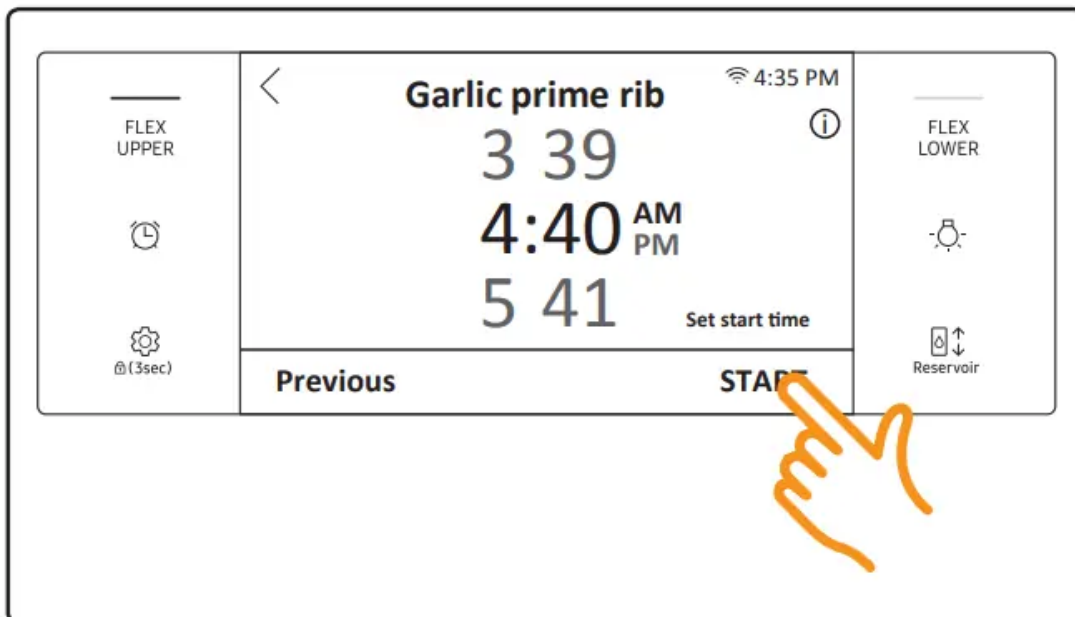 FLEX
UPPER
(3sec)
Garlic prime rib
4:35 PM
3 39
4:40 AM
PM
5 41
Set start time
Previous
START
FLEX
LOWER
Reservoir